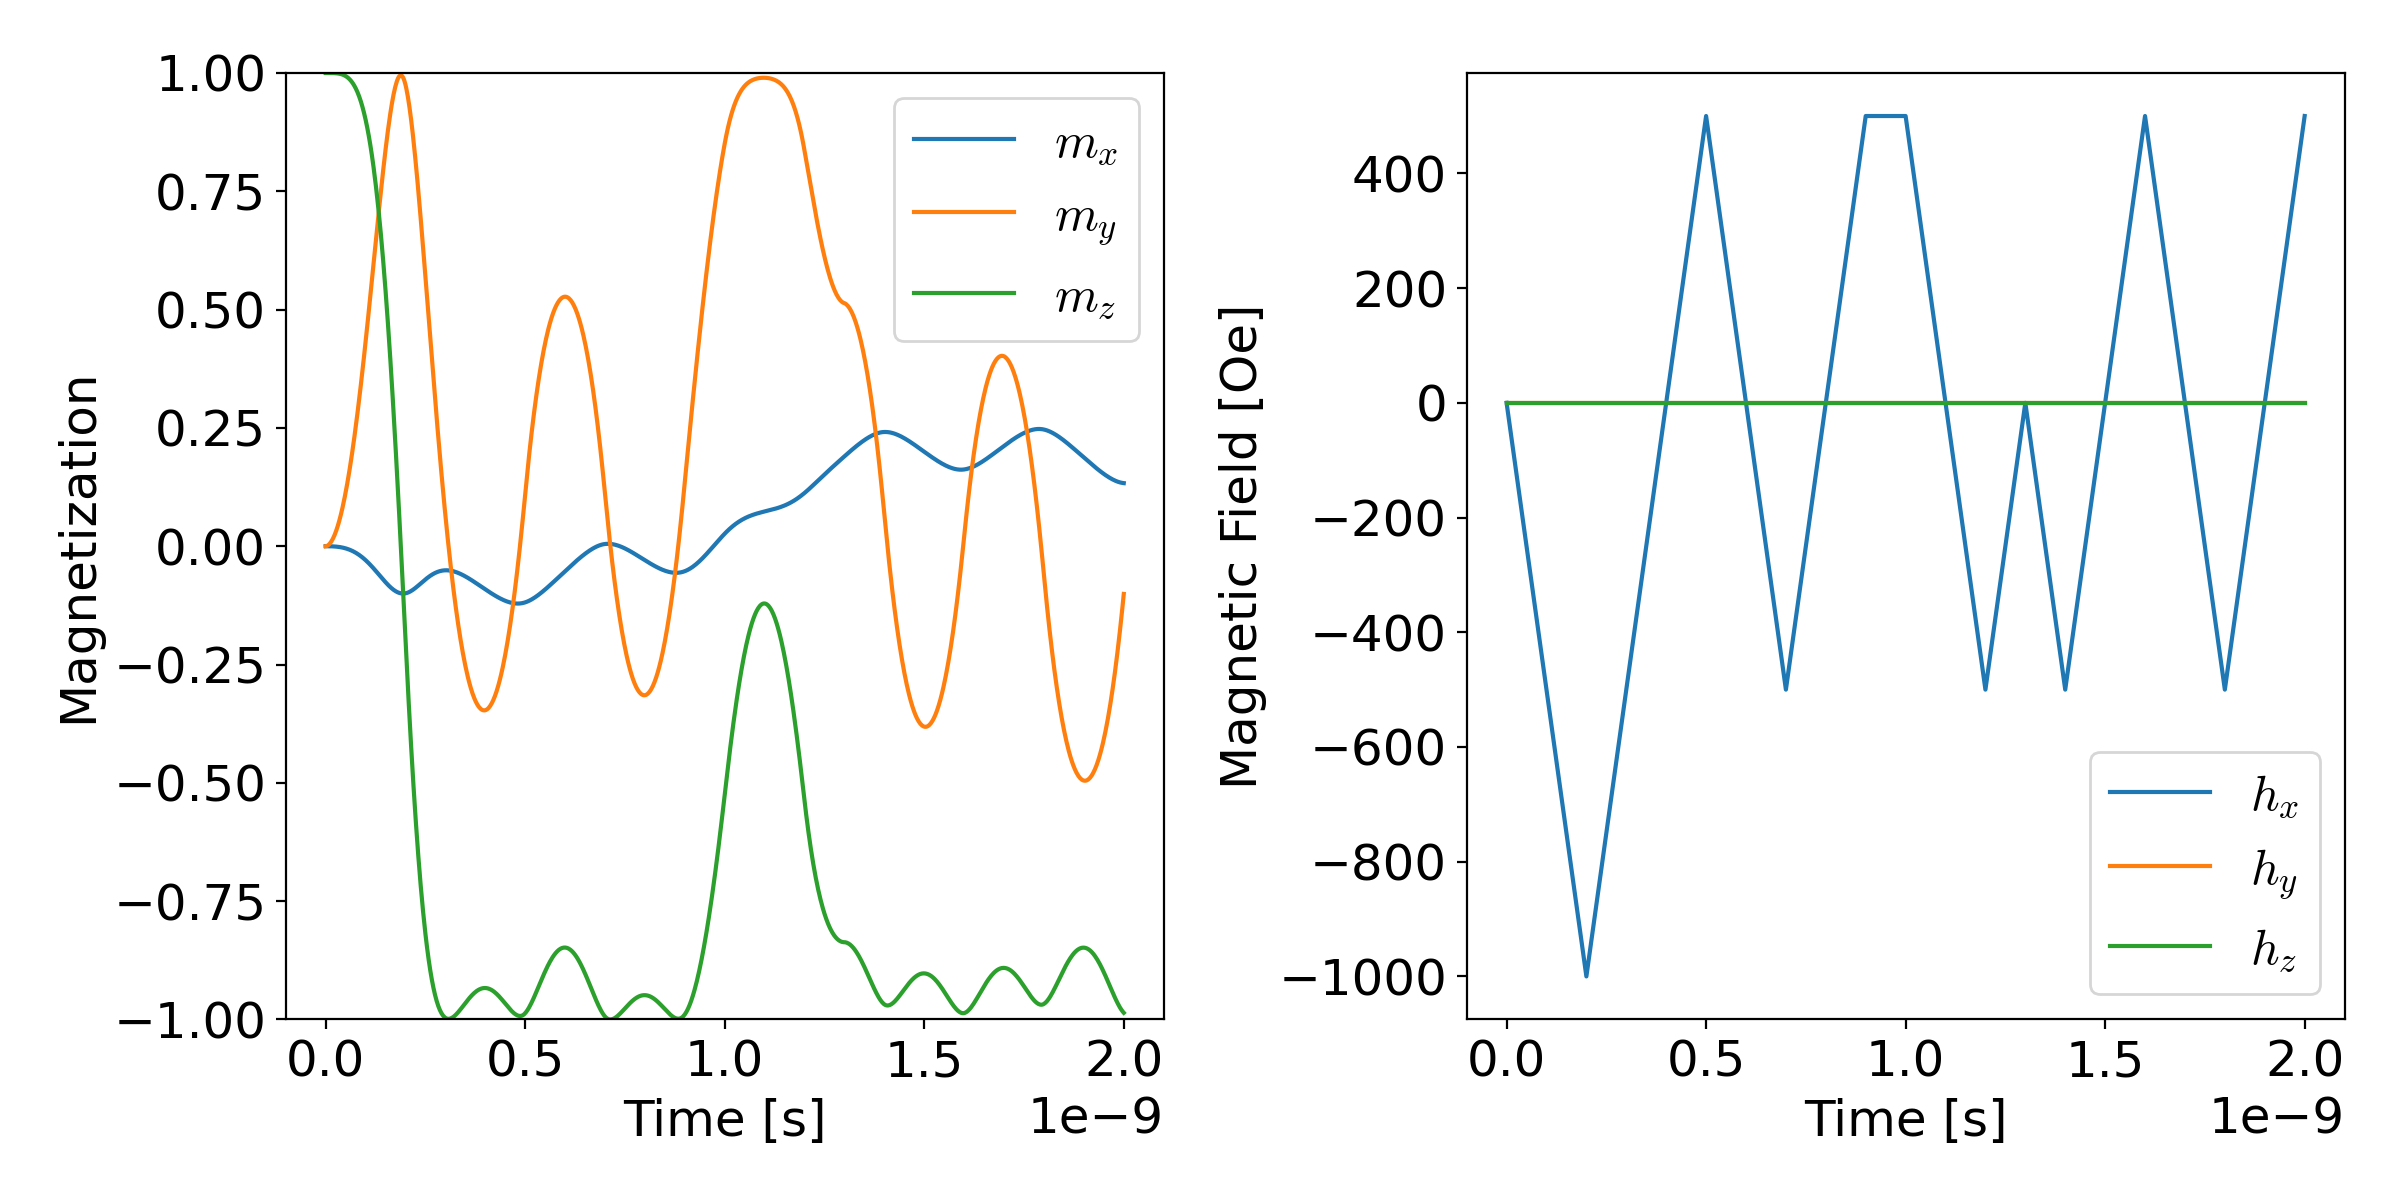 Magnetization
1.00
0.75
0.50
0.25
0.00
−0.25
−0.50
−0.75
−1.00
0.0 0.5 1.0 1.5 2.0
Time [s]
1e−9
m_x
m_y
m_z
Magnetic Field [Oe]
400
200
0
−200
−400
−600
−800
−1000
0.0 0.5 1.0 1.5 2.0
Time [s]
1e−9
h_x
h_y
h_z